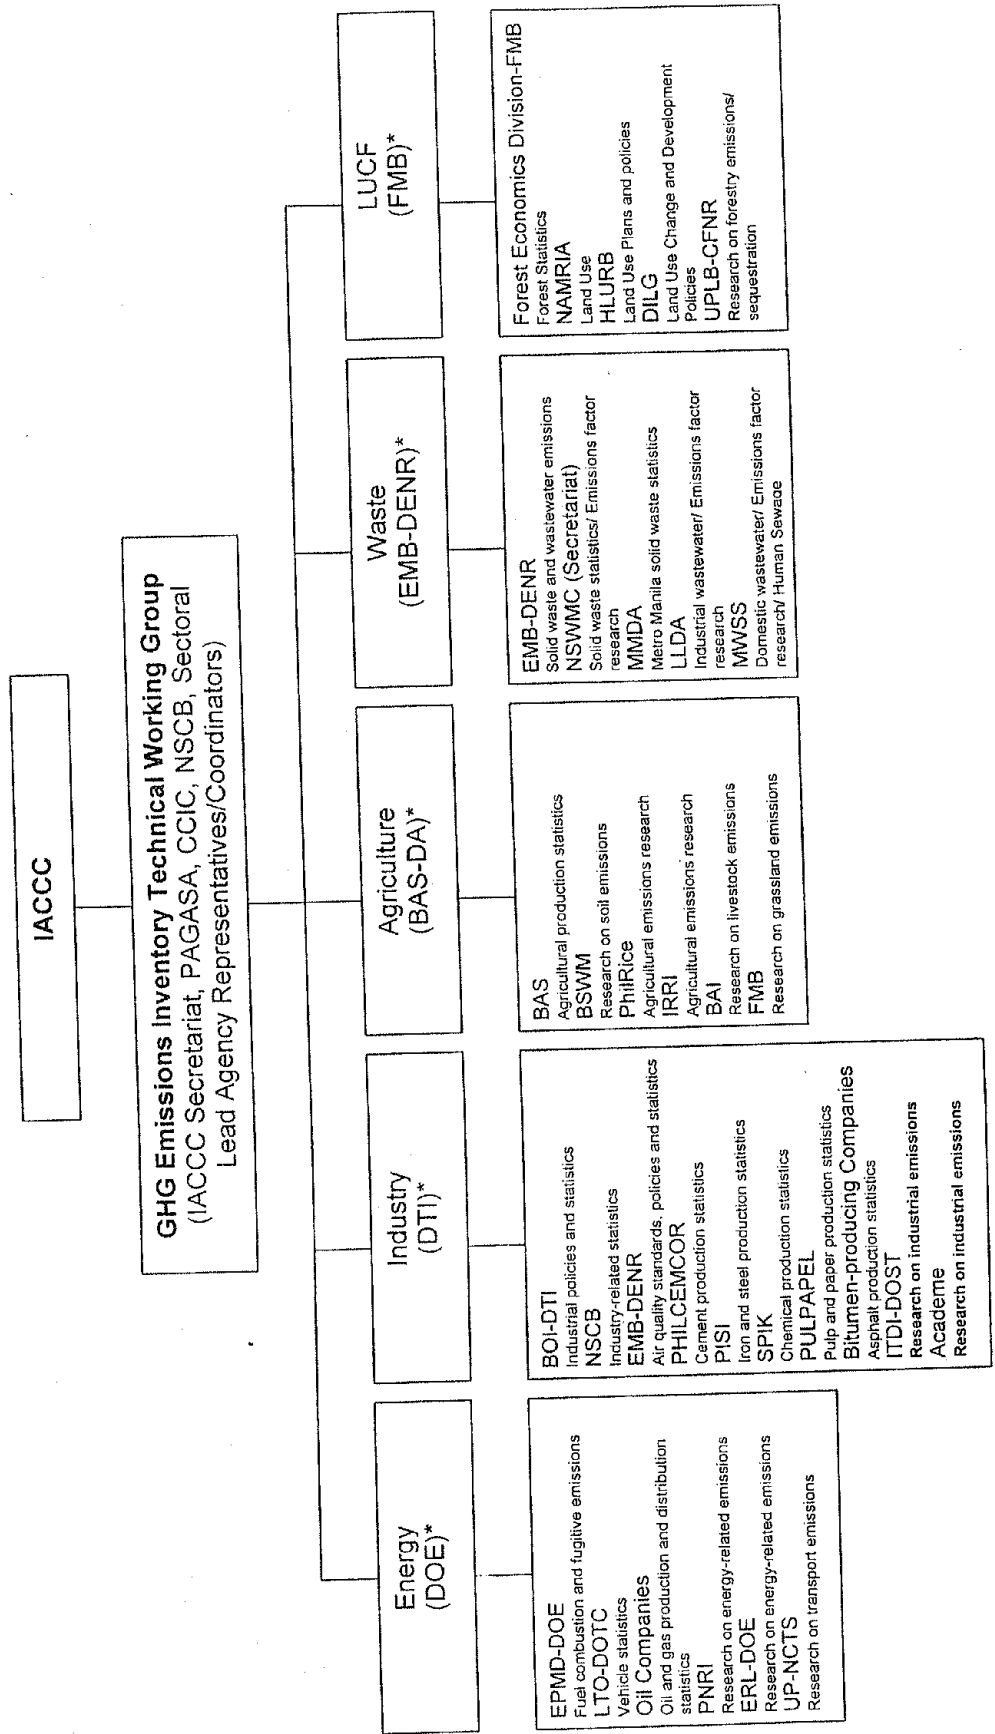 IACCC
GHG Emissions Inventory Technical Working Group
(IACCC Secretariat, PAGASA, CCIC, NSCB, Sectoral
Lead Agency Representatives/Coordinators)
Energy
(DOE)*
EPMD-DOE
Fuel combustion and fugitive emissions
LTO-DOTC
Vehicle statistics
Oil Companies
Oil and gas production and distribution
statistics
PNRI
Research on energy-related emissions
ERL-DOE
Research on energy-related emissions
UP-NCTS
Research on transport emissions
Industry
(DTI)*
BOI-DTI
Industrial policies and statistics
NSCB
Industry-related statistics
EMB-DENR
Air quality standards, policies and statistics
PHILCEMCOR
Cement production statistics
PISI
Iron and steel production statistics
SPIK
Chemical production statistics
PULPAPEL
Pulp and paper production statistics
Bitumen-producing Companies
Asphalt production statistics
ITDI-DOST
Research on industrial emissions
Academe
Research on industrial emissions
Agriculture
(BAS-DA)*
BAS
Agricultural production statistics
BSWM
Research on soil emissions
PhilRice
Agricultural emissions research
IRRI
Agricultural emissions research
BAI
Research on livestock emissions
FMB
Research on grassland emissions
Waste
(EMB-DENR)*
EMB-DENR
Solid waste and wastewater emissions
NSWMC (Secretariat)
Solid waste statistics/ Emissions factor
research
MMDA
Metro Manila solid waste statistics
LLDA
Industrial wastewater/ Emissions factor
research
MWSS
Domestic wastewater/ Emissions factor
research/ Human Sewage
LUCF
(FMB)*
Forest Economics Division-FMB
Forest Statistics
NAMRIA
Land Use
HLURB
Land Use Plans and policies
DILG
Land Use Change and Development
Policies
UPLB-CFNR
Research on forestry emissions/
sequestration